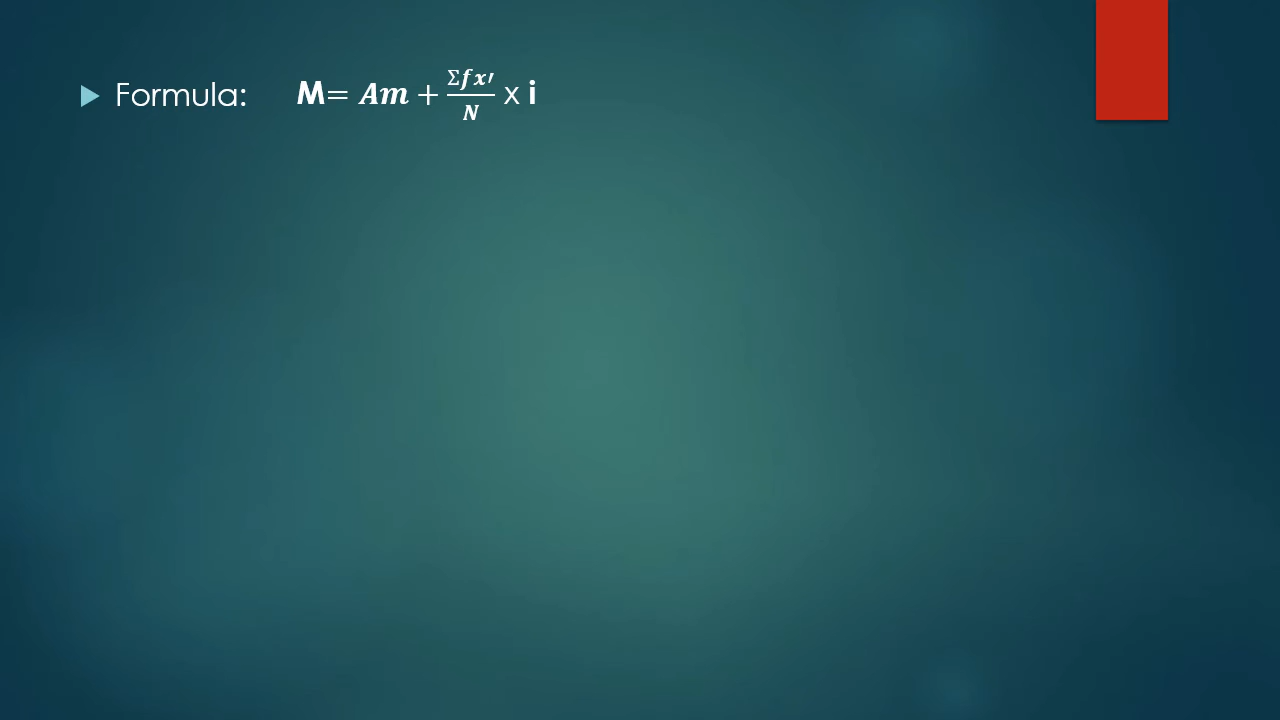 Formula: M= Am + Σfx′/N x i